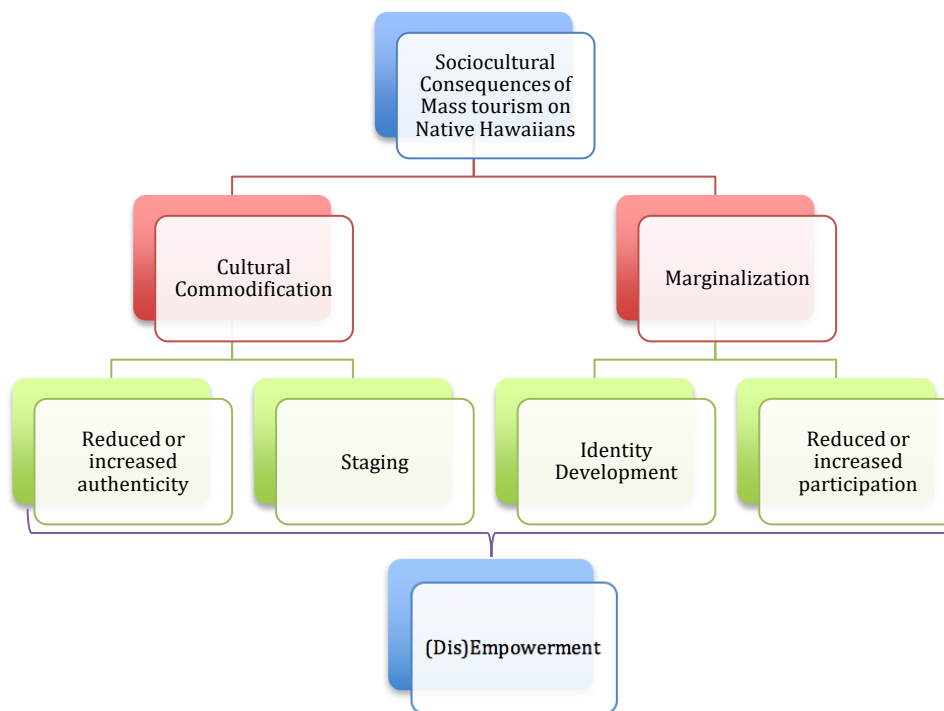 Sociocultural
Consequences of
Mass tourism on
Native Hawaiians
Cultural
Commodification
Marginalization
Reduced or
increased
authenticity
Staging
Identity
Development
Reduced or
increased
participation
(Dis)Empowerment